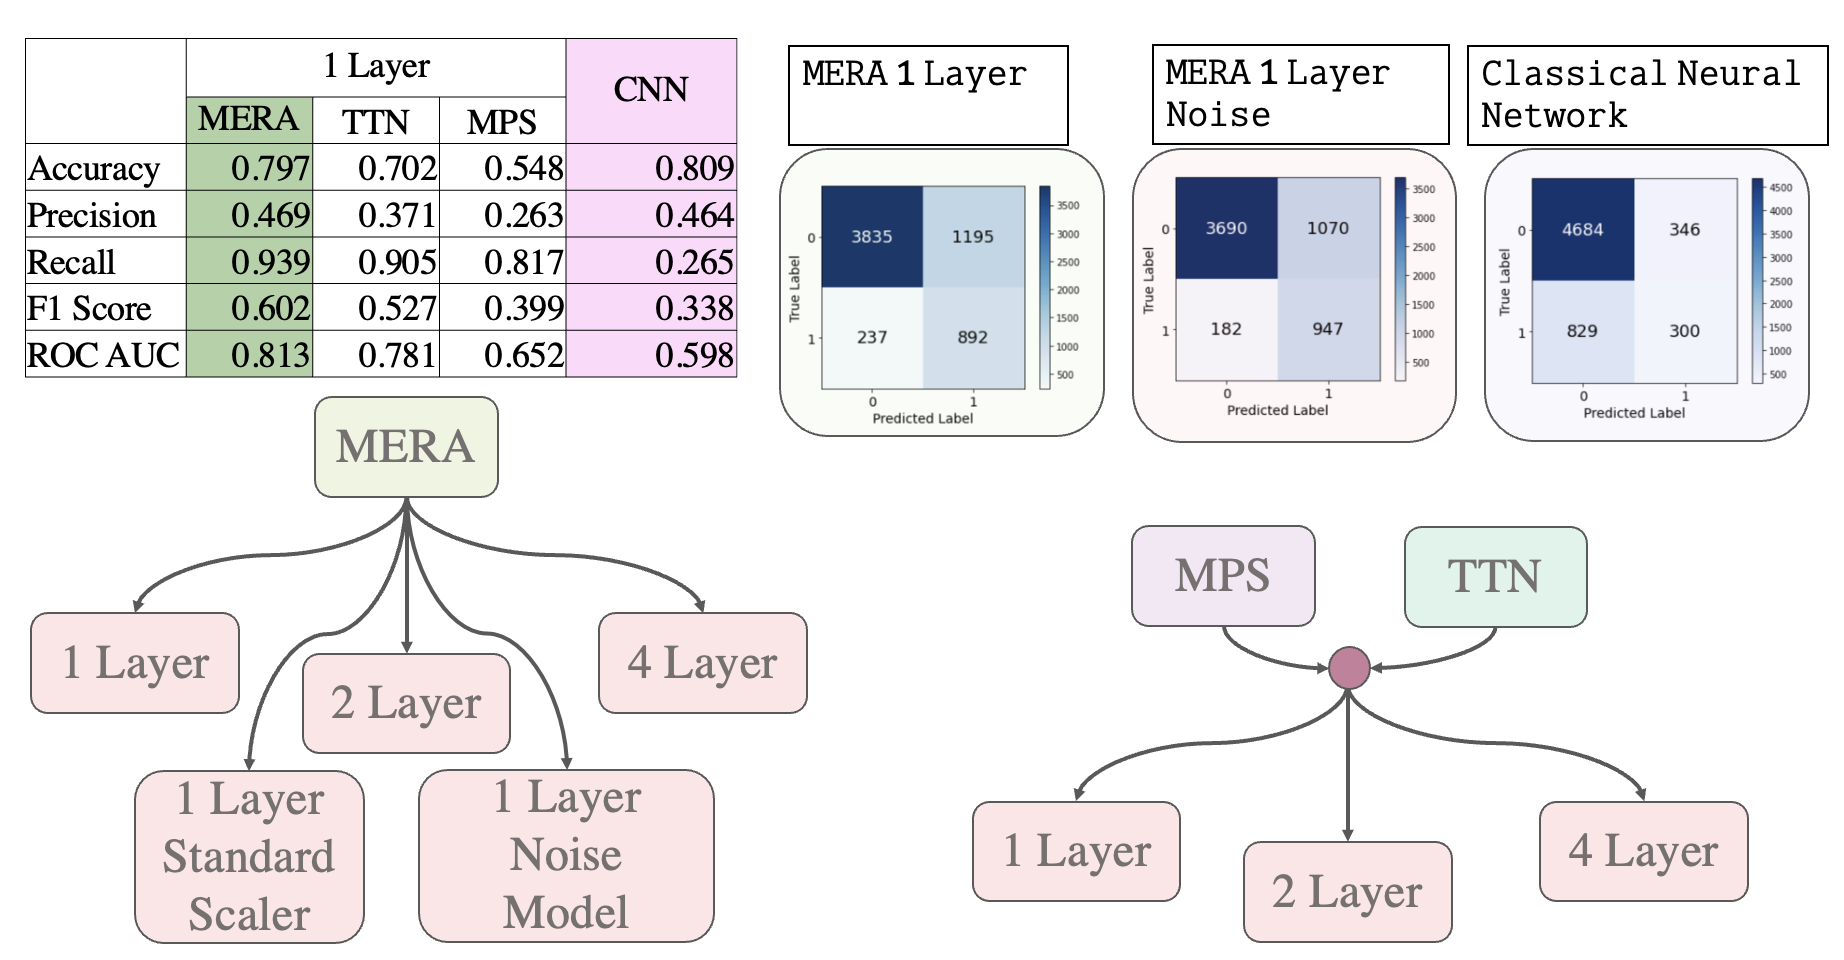 1 Layer
CNN
MERA TTN MPS
Accuracy 0.797 0.702 0.548 0.809
Precision 0.469 0.371 0.263 0.464
Recall 0.939 0.905 0.817 0.265
F1 Score 0.602 0.527 0.399 0.338
ROC AUC 0.813 0.781 0.652 0.598
MERA 1 Layer
True Label
0
1
3835 1195
237 892
0 1
Predicted Label
3500
3000
2500
2000
1500
1000
500
MERA 1 Layer
Noise
True Label
0
1
3690 1070
182 947
0 1
Predicted Label
3500
3000
2500
2000
1500
1000
500
Classical Neural
Network
True Label
0
1
4684 346
829 300
0 1
Predicted Label
4500
4000
3500
3000
2500
2000
1500
1000
500
MERA
1 Layer
2 Layer
4 Layer
1 Layer
Standard
Scaler
1 Layer
Noise
Model
MPS
TTN
1 Layer
2 Layer
4 Layer